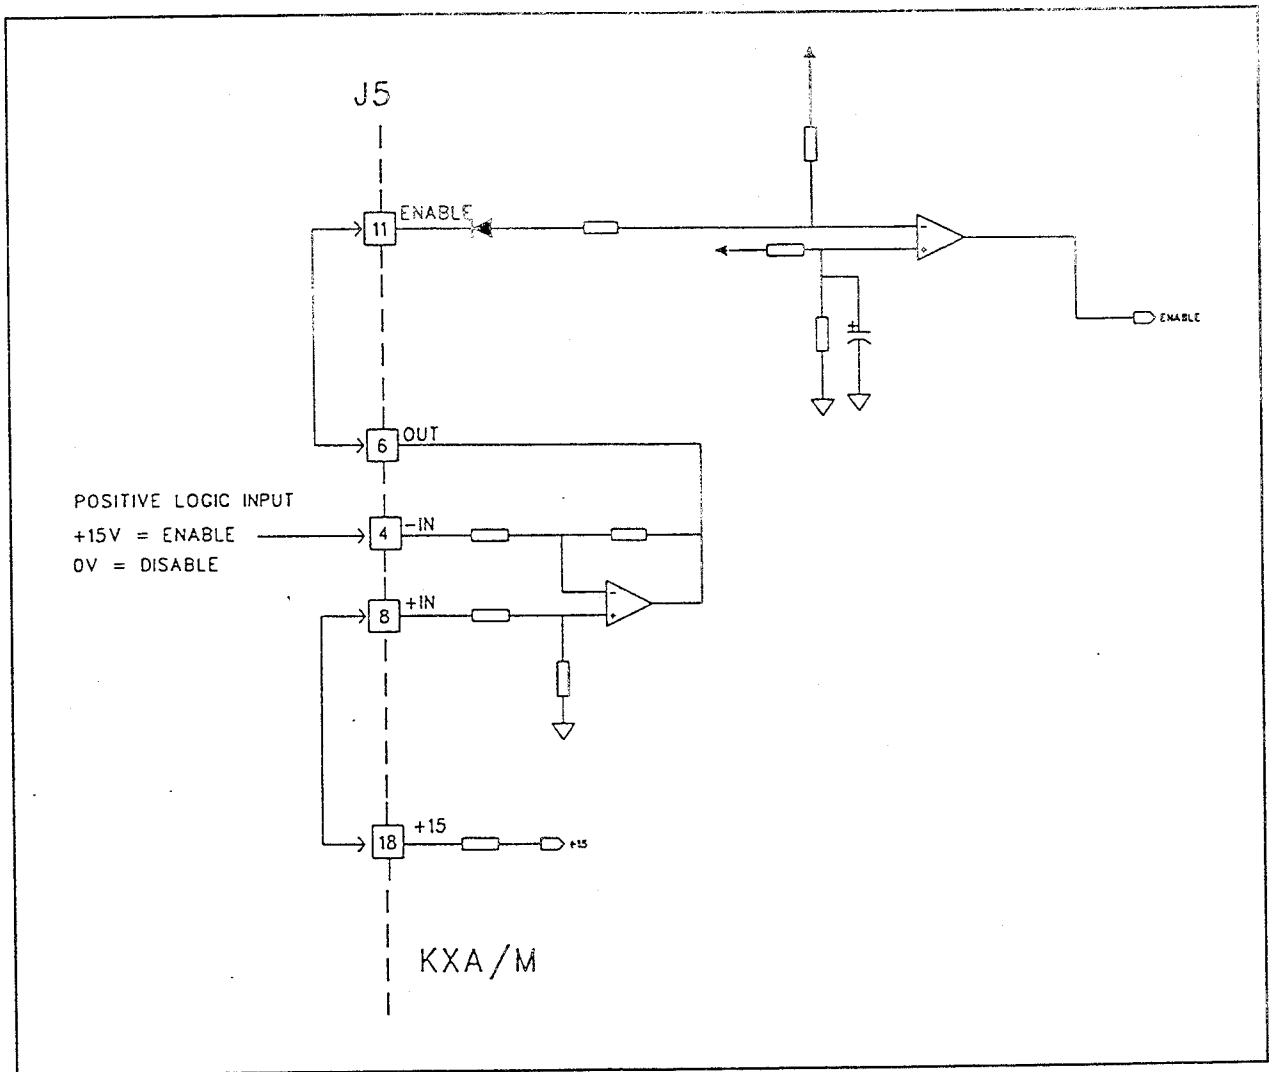 J5
11
ENABLE
ENABLE
6
OUT
POSITIVE LOGIC INPUT
+15V = ENABLE
0V = DISABLE
4
-IN
8
+IN
18
+15
+15
KXA/M